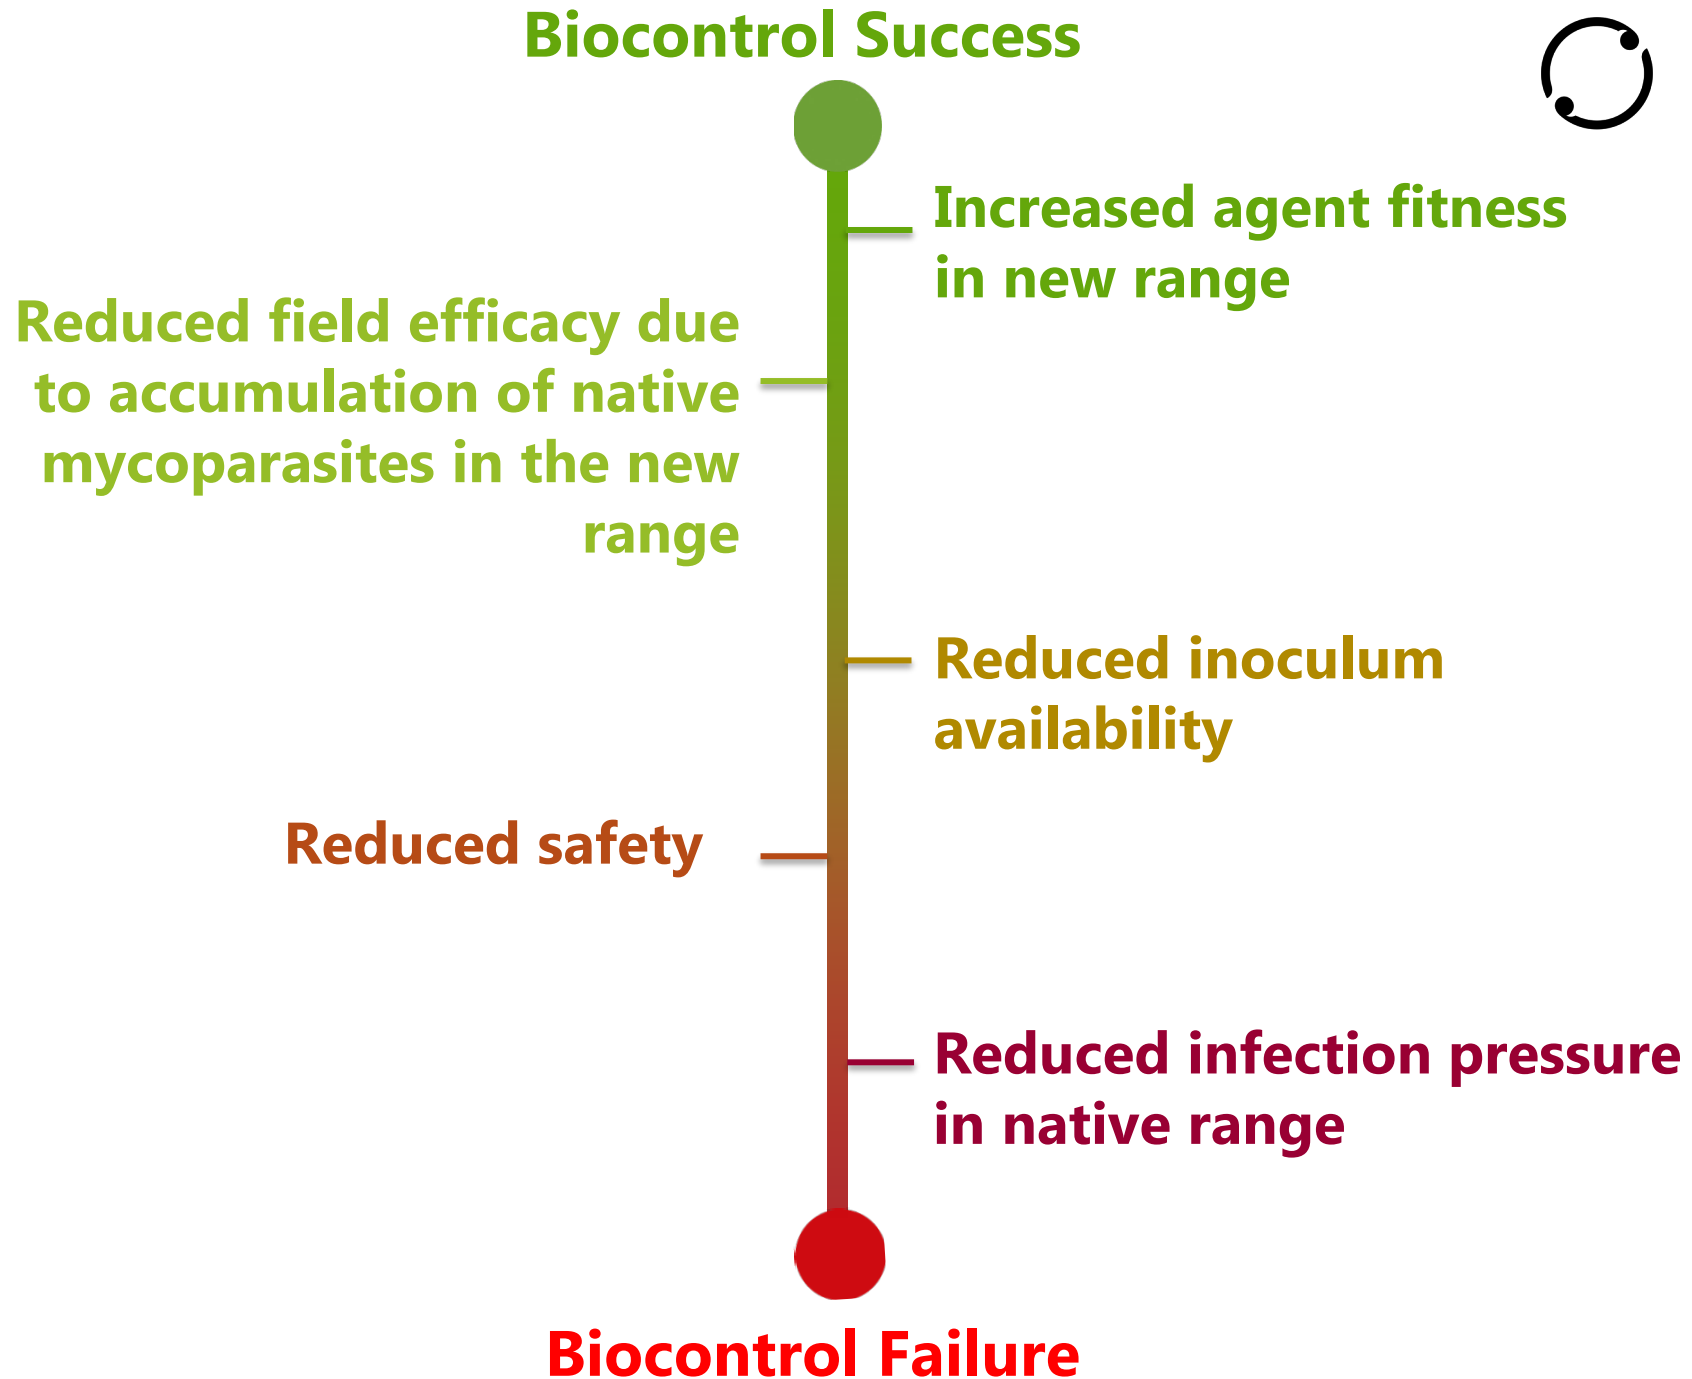 Biocontrol Success
Increased agent fitness
in new range
Reduced field efficacy due
to accumulation of native
mycoparasites in the new
range
Reduced inoculum
availability
Reduced safety
Reduced infection pressure
in native range
Biocontrol Failure